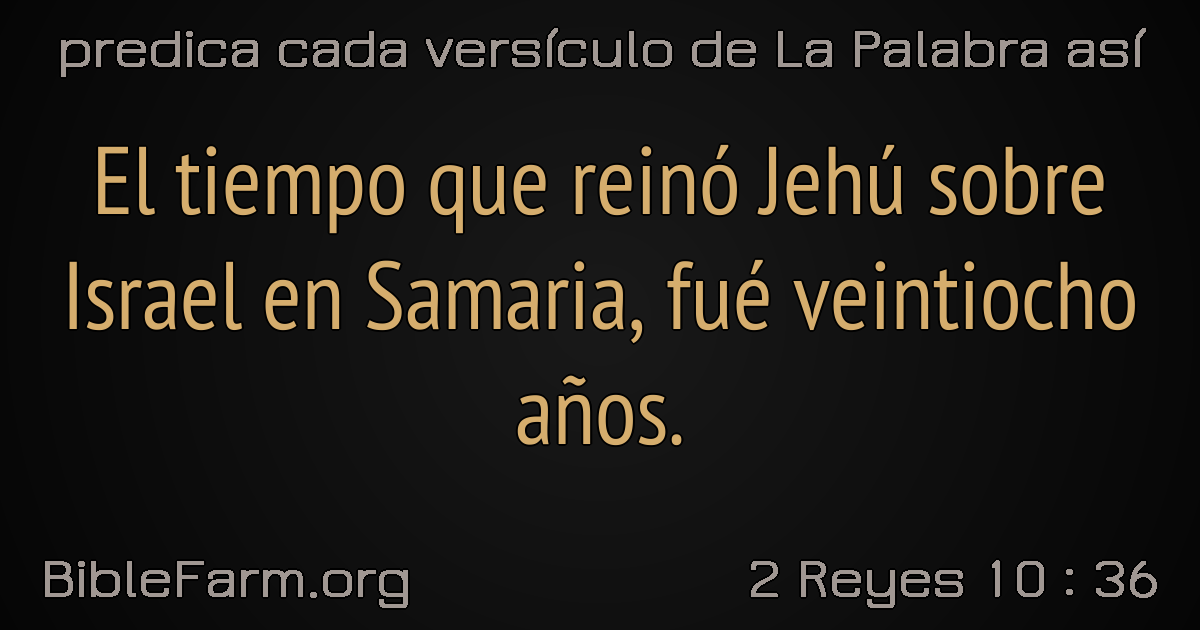 predica cada versículo de La Palabra así
El tiempo que reinó Jehú sobre
Israel en Samaria, fué veintiocho
años.
BibleFarm.org
2 Reyes 10 : 36